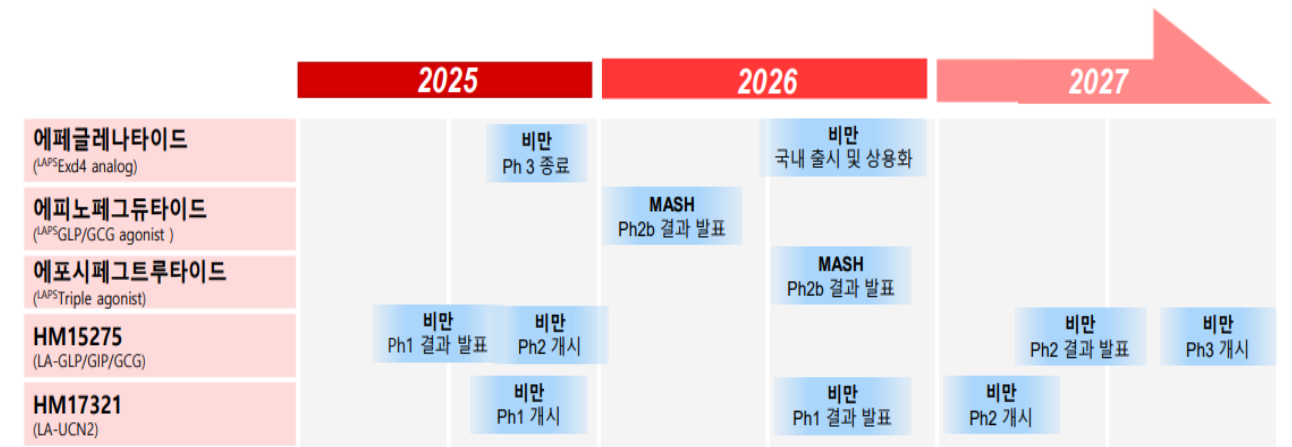 2025
2026
2027
에페글레나타이드
(LAPSExd4 analog)
비만
Ph 3 종료
비만
국내 출시 및 상용화
에피노페그듀타이드
(LAPSGLP/GCG agonist )
MASH
Ph2b 결과 발표
에포시페그트루타이드
(LAPSTriple agonist)
MASH
Ph2b 결과 발표
HM15275
(LA-GLP/GIP/GCG)
비만
Ph1 결과 발표
비만
Ph2 개시
비만
Ph2 결과 발표
비만
Ph3 개시
HM17321
(LA-UCN2)
비만
Ph1 개시
비만
Ph1 결과 발표
비만
Ph2 개시